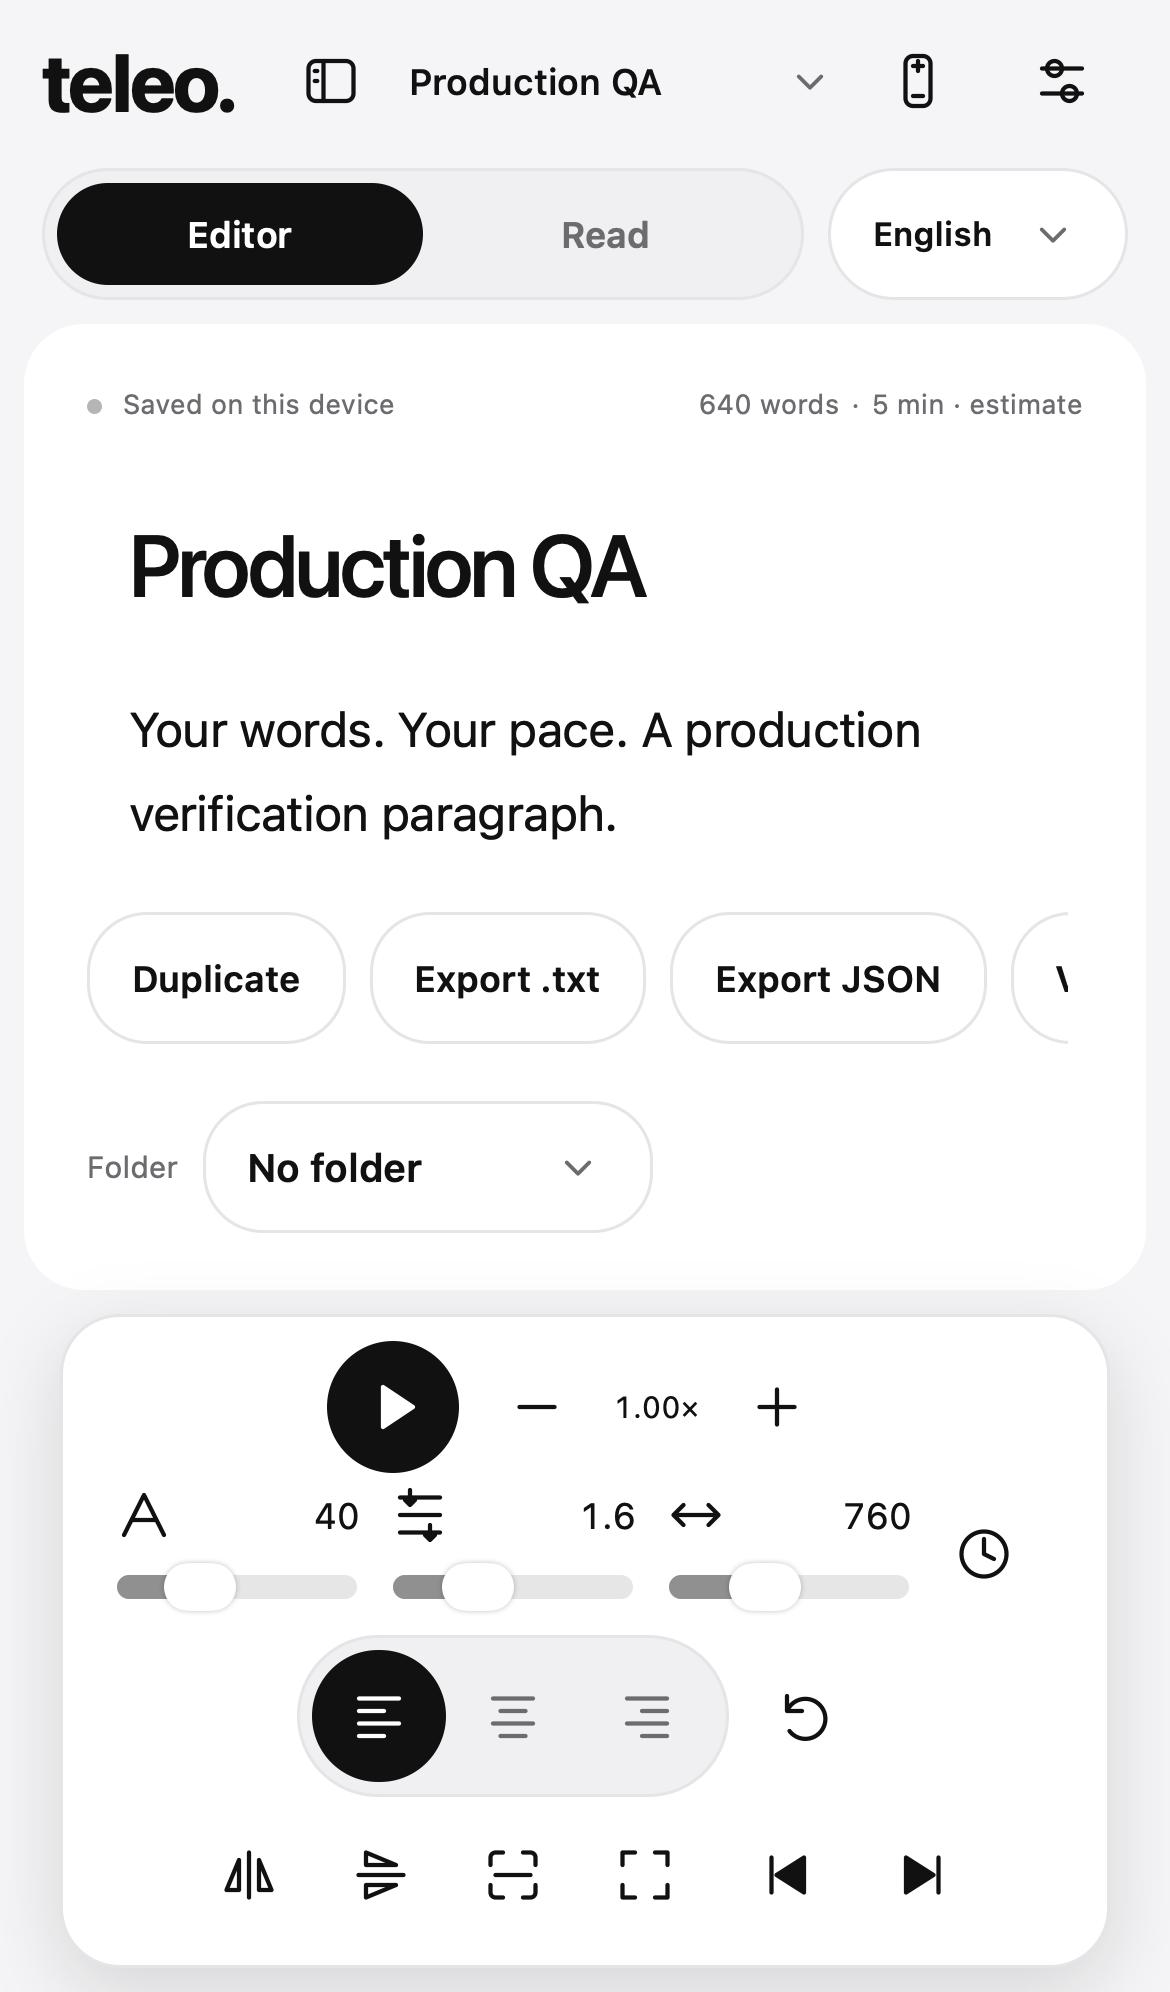 teleo.
Production QA
Editor
Read
English
Saved on this device
640 words · 5 min · estimate
Production QA
Your words. Your pace. A production
verification paragraph.
Duplicate
Export .txt
Export JSON
Folder
No folder
1.00×
40
1.6
760